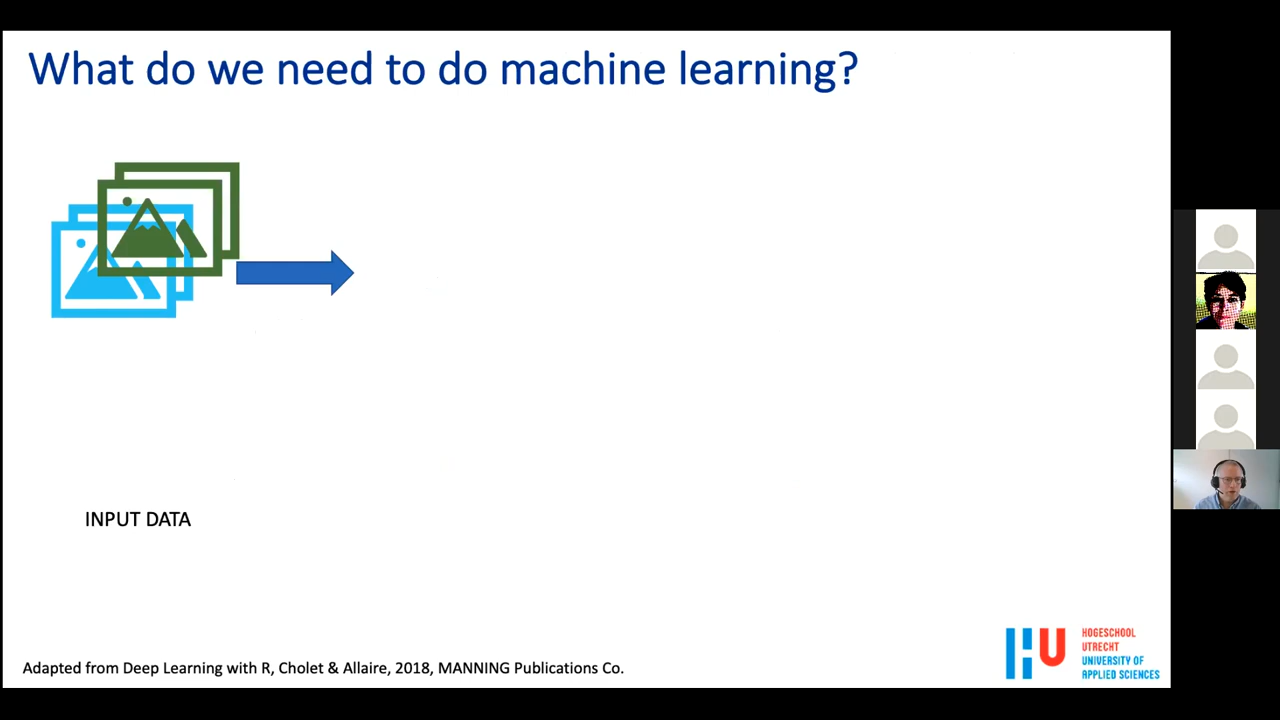 What do we need to do machine learning?
INPUT DATA
Adapted from Deep Learning with R, Cholet & Allaire, 2018, MANNING Publications Co.
HU
HOGESCHOOL
UTRECHT
UNIVERSITY OF
APPLIED SCIENCES